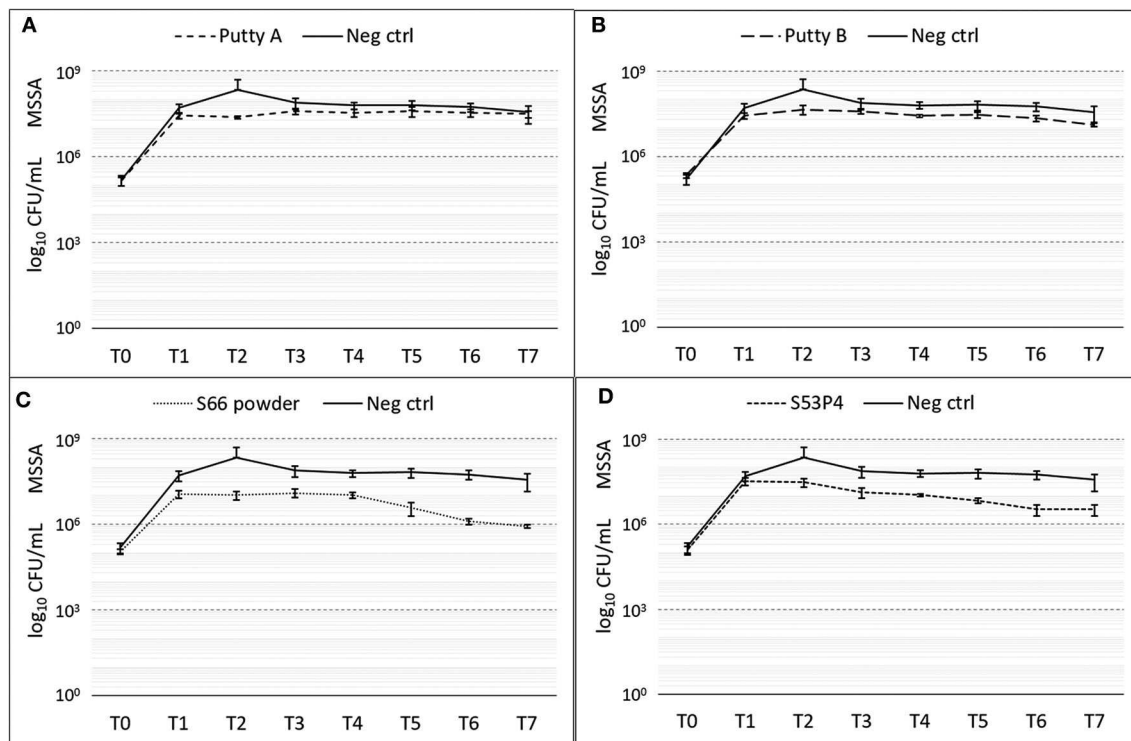 A
Putty A Neg ctrl
log₁₀ CFU/mL MSSA
10⁹
10⁶
10³
10⁰
T0 T1 T2 T3 T4 T5 T6 T7
B
Putty B Neg ctrl
log₁₀ CFU/mL MSSA
10⁹
10⁶
10³
10⁰
T0 T1 T2 T3 T4 T5 T6 T7
C
S66 powder Neg ctrl
log₁₀ CFU/mL MSSA
10⁹
10⁶
10³
10⁰
T0 T1 T2 T3 T4 T5 T6 T7
D
S53P4 Neg ctrl
log₁₀ CFU/mL MSSA
10⁹
10⁶
10³
10⁰
T0 T1 T2 T3 T4 T5 T6 T7